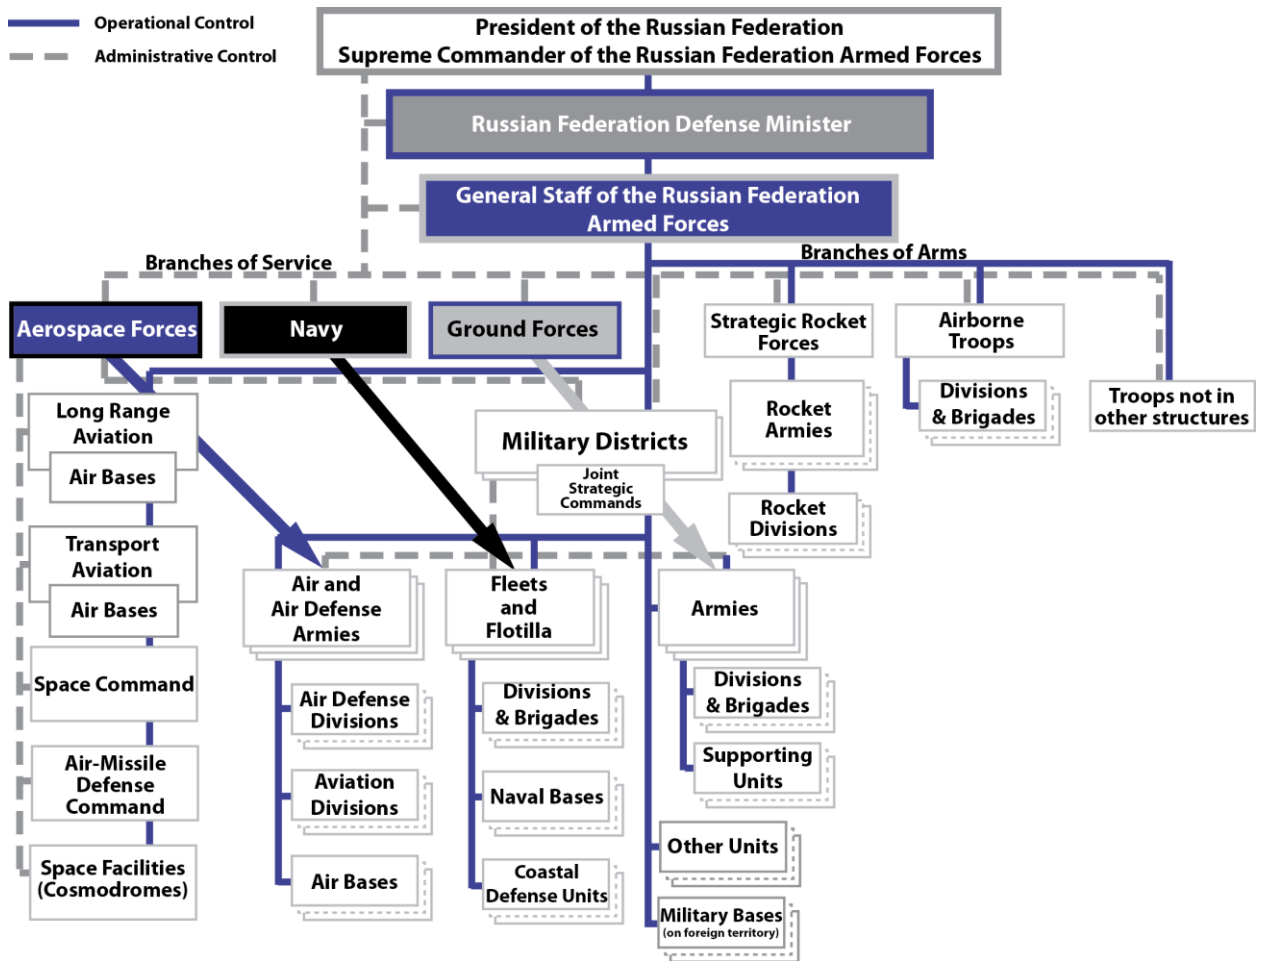 Operational Control
Administrative Control
President of the Russian Federation
Supreme Commander of the Russian Federation Armed Forces
Russian Federation Defense Minister
General Staff of the Russian Federation
Armed Forces
Branches of Service
Branches of Arms
Aerospace Forces
Navy
Ground Forces
Strategic Rocket
Forces
Airborne
Troops
Long Range
Aviation
Air Bases
Military Districts
Joint
Strategic
Commands
Rocket
Armies
Divisions
& Brigades
Troops not in
other structures
Rocket
Divisions
Transport
Aviation
Air Bases
Air and
Air Defense
Armies
Fleets
and
Flotilla
Armies
Space Command
Air Defense
Divisions
Divisions
& Brigades
Divisions
& Brigades
Air-Missile
Defense
Command
Aviation
Divisions
Naval Bases
Supporting
Units
Space Facilities
(Cosmodromes)
Air Bases
Coastal
Defense Units
Other Units
Military Bases
(on foreign territory)